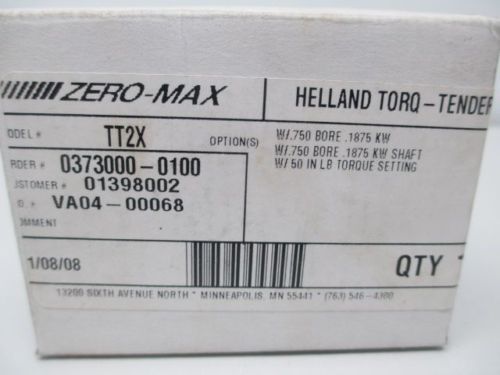 ZERO-MAX
HELLAND TORQ-TENDER
ODEL # TT2X OPTION(S)
W/.750 BORE .1875 KW
W/.750 BORE .1875 KW SHAFT
W/ 50 IN LB TORQUE SETTING
RDER # 0373000-0100
JSTOMER # 01398002
O. # VA04-00068
OMMENT
1/08/08
QTY
13200 SIXTH AVENUE NORTH * MINNEAPOLIS, MN 55441 * (763) 546-4300